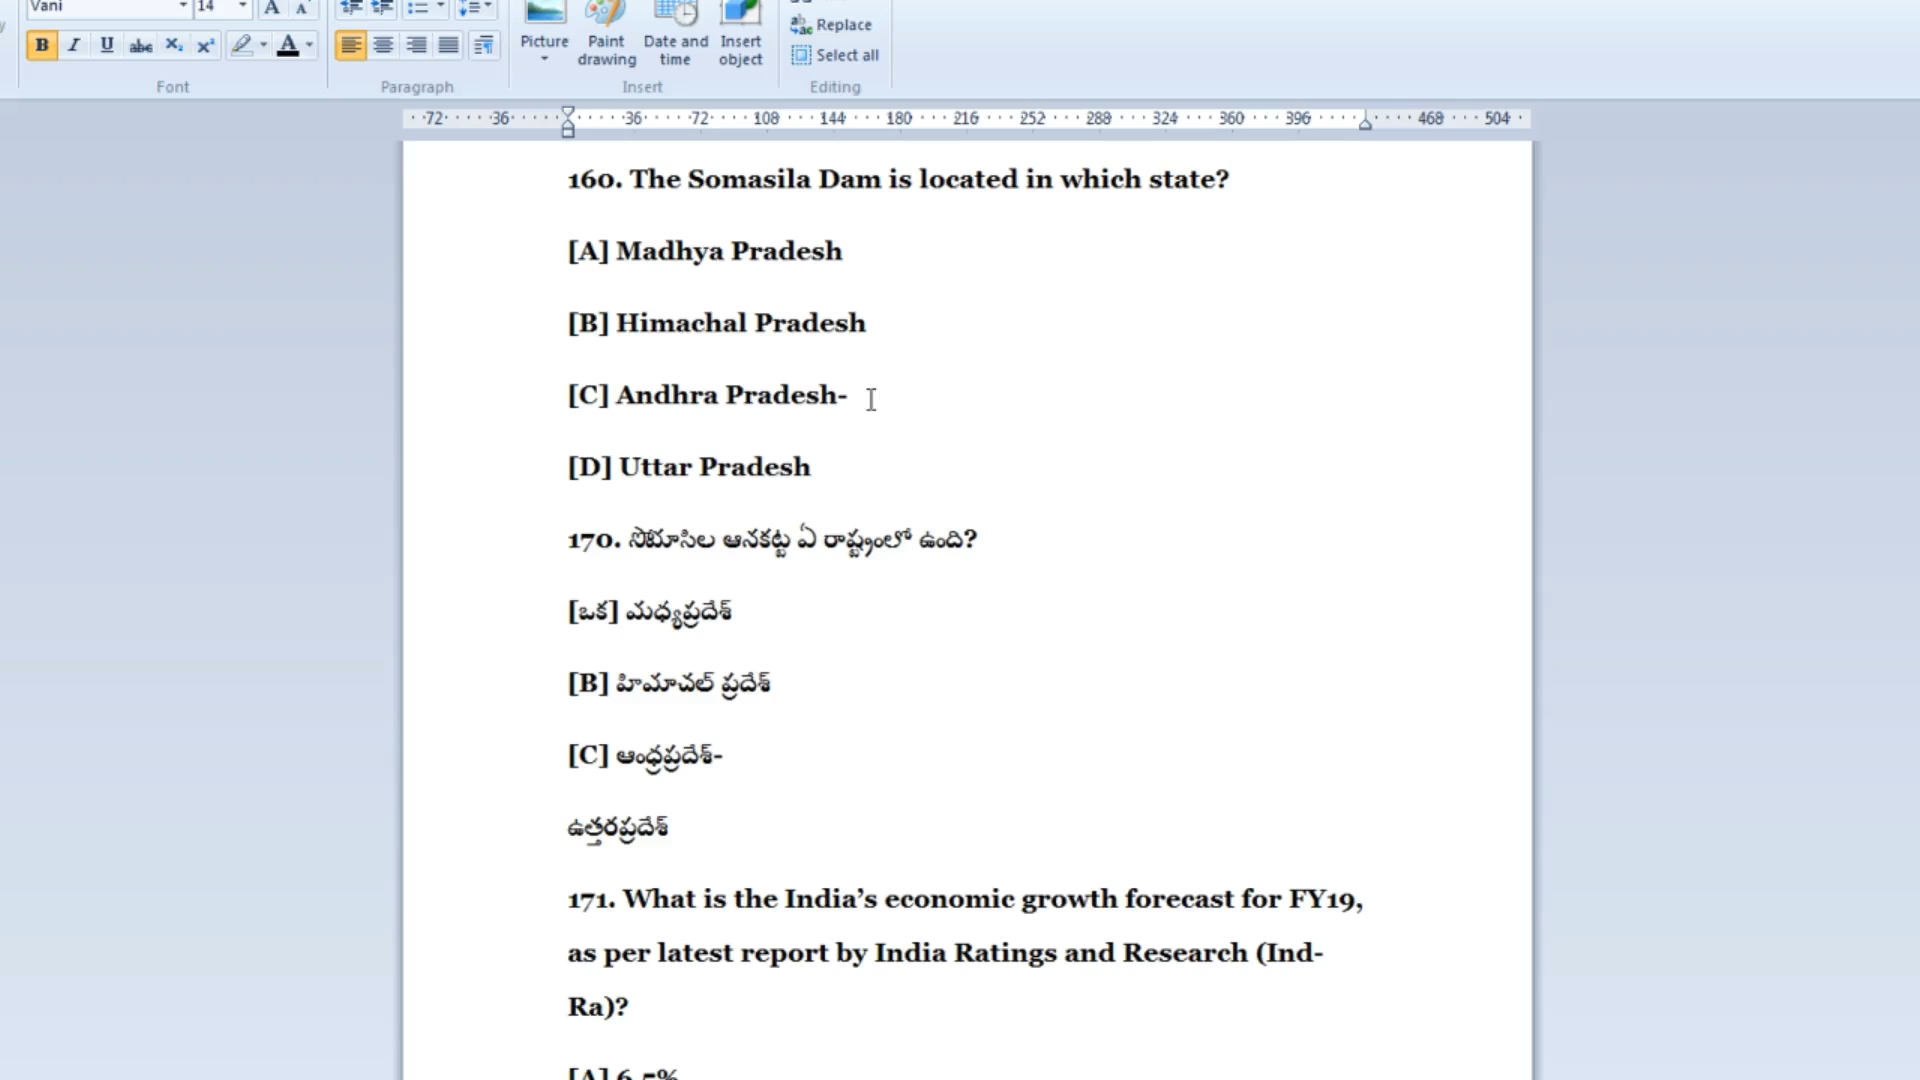 Vani 14 A A
B I U abc X₂ X² A
Picture Paint drawing Date and time Insert object
Replace
Select all
Font Paragraph Insert Editing
72 36 36 72 108 144 180 216 252 288 324 360 396 468 504
160. The Somasila Dam is located in which state?
[A] Madhya Pradesh
[B] Himachal Pradesh
[C] Andhra Pradesh-
[D] Uttar Pradesh
170. సోమాసిల ఆనకట్ట ఏ రాష్ట్రంలో ఉంది?
[ఒక] మధ్యప్రదేశ్
[B] హిమాచల్ ప్రదేశ్
[C] ఆంధ్రప్రదేశ్-
ఉత్తరప్రదేశ్
171. What is the India’s economic growth forecast for FY19,
as per latest report by India Ratings and Research (Ind-
Ra)?
[A] 6.5%